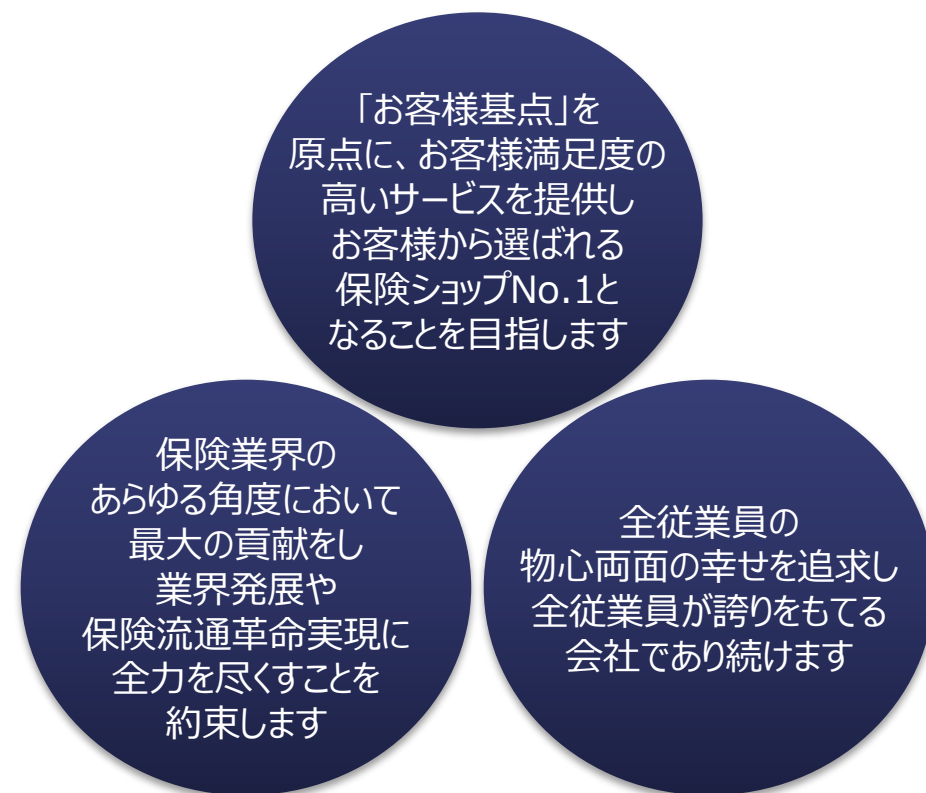 「お客様基点」を
原点に、お客様満足度の
高いサービスを提供し
お客様から選ばれる
保険ショップNo.1と
なることを目指します
保険業界の
あらゆる角度において
最大の貢献をし
業界発展や
保険流通革命実現に
全力を尽くすことを
約束します
全従業員の
物心両面の幸せを追求し
全従業員が誇りをもてる
会社であり続けます